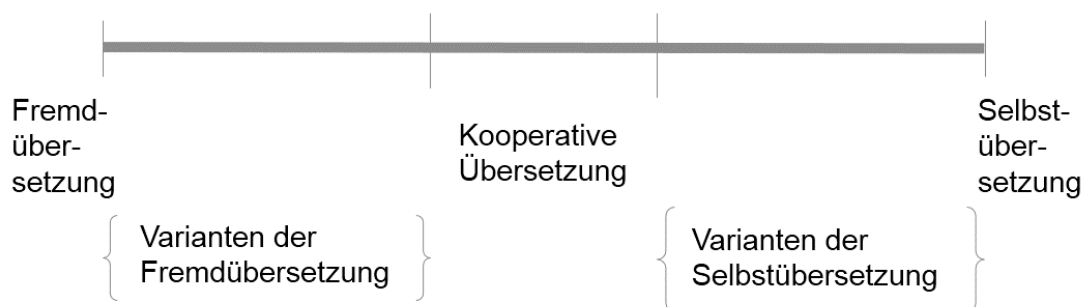 Fremd-
über-
setzung
Kooperative
Übersetzung
Selbst-
über-
setzung
Varianten der
Fremdübersetzung
Varianten der
Selbstübersetzung